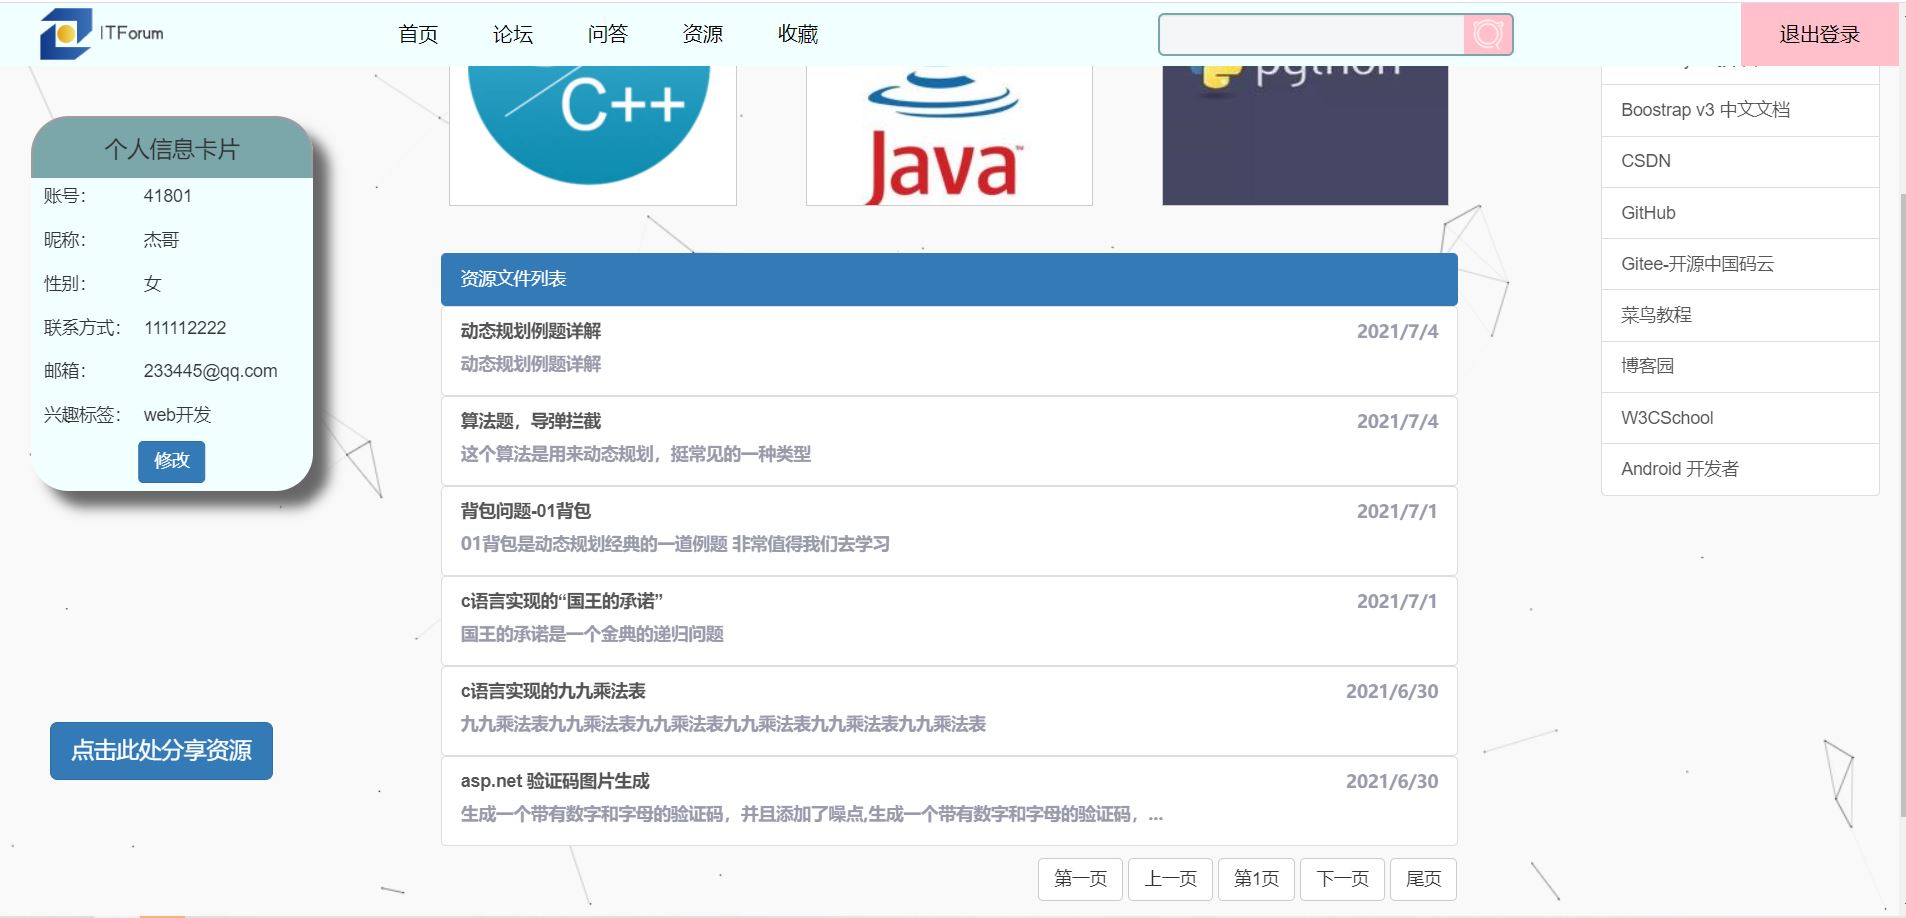 ITForum
首页 论坛 问答 资源 收藏
退出登录
个人信息卡片
账号： 41801
昵称： 杰哥
性别： 女
联系方式： 111112222
邮箱： 233445@qq.com
兴趣标签： web开发
修改
点击此处分享资源
C++
Java™
python
资源文件列表
动态规划例题详解 2021/7/4
动态规划例题详解
算法题，导弹拦截 2021/7/4
这个算法是用来动态规划，挺常见的一种类型
背包问题-01背包 2021/7/1
01背包是动态规划经典的一道例题 非常值得我们去学习
c语言实现的“国王的承诺” 2021/7/1
国王的承诺是一个金典的递归问题
c语言实现的九九乘法表 2021/6/30
九九乘法表九九乘法表九九乘法表九九乘法表九九乘法表九九乘法表
asp.net 验证码图片生成 2021/6/30
生成一个带有数字和字母的验证码，并且添加了噪点,生成一个带有数字和字母的验证码，...
第一页 上一页 第1页 下一页 尾页
Boostrap v3 中文文档
CSDN
GitHub
Gitee-开源中国码云
菜鸟教程
博客园
W3CSchool
Android 开发者